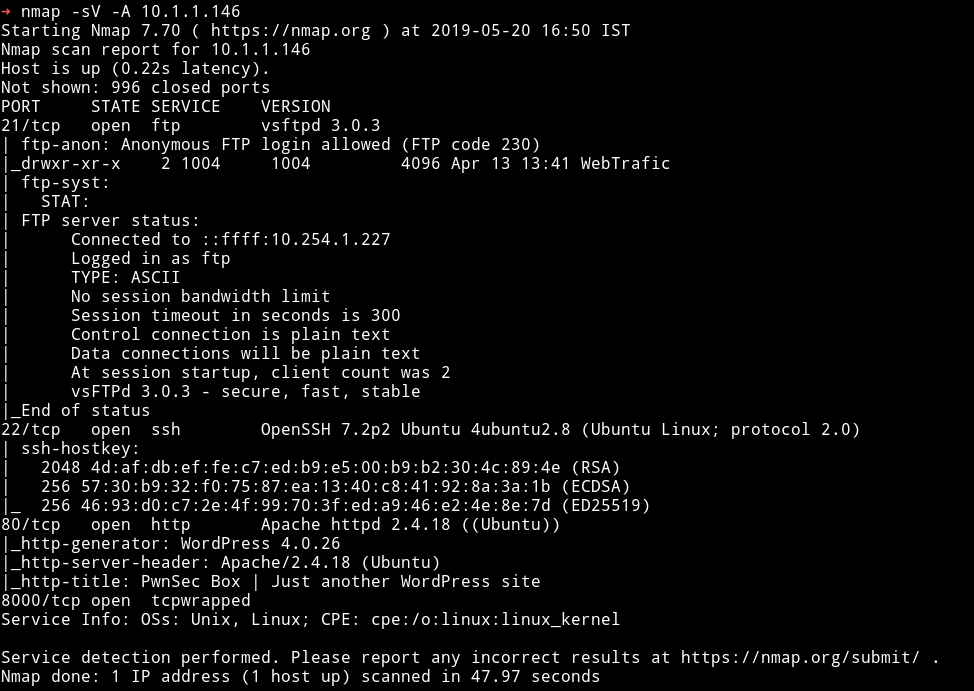 → nmap -sV -A 10.1.1.146
Starting Nmap 7.70 ( https://nmap.org ) at 2019-05-20 16:50 IST
Nmap scan report for 10.1.1.146
Host is up (0.22s latency).
Not shown: 996 closed ports
PORT     STATE SERVICE    VERSION
21/tcp   open  ftp        vsftpd 3.0.3
| ftp-anon: Anonymous FTP login allowed (FTP code 230)
|_drwxr-xr-x    2 1004     1004         4096 Apr 13 13:41 WebTrafic
| ftp-syst:
|   STAT:
| FTP server status:
|      Connected to ::ffff:10.254.1.227
|      Logged in as ftp
|      TYPE: ASCII
|      No session bandwidth limit
|      Session timeout in seconds is 300
|      Control connection is plain text
|      Data connections will be plain text
|      At session startup, client count was 2
|      vsFTPd 3.0.3 - secure, fast, stable
|_End of status
22/tcp   open  ssh        OpenSSH 7.2p2 Ubuntu 4ubuntu2.8 (Ubuntu Linux; protocol 2.0)
| ssh-hostkey:
|   2048 4d:af:db:ef:fe:c7:ed:b9:e5:00:b9:b2:30:4c:89:4e (RSA)
|   256 57:30:b9:32:f0:75:87:ea:13:40:c8:41:92:8a:3a:1b (ECDSA)
|_  256 46:93:d0:c7:2e:4f:99:70:3f:ed:a9:46:e2:4e:8e:7d (ED25519)
80/tcp   open  http       Apache httpd 2.4.18 ((Ubuntu))
|_http-generator: WordPress 4.0.26
|_http-server-header: Apache/2.4.18 (Ubuntu)
|_http-title: PwnSec Box | Just another WordPress site
8000/tcp open  tcpwrapped
Service Info: OSs: Unix, Linux; CPE: cpe:/o:linux:linux_kernel

Service detection performed. Please report any incorrect results at https://nmap.org/submit/ .
Nmap done: 1 IP address (1 host up) scanned in 47.97 seconds